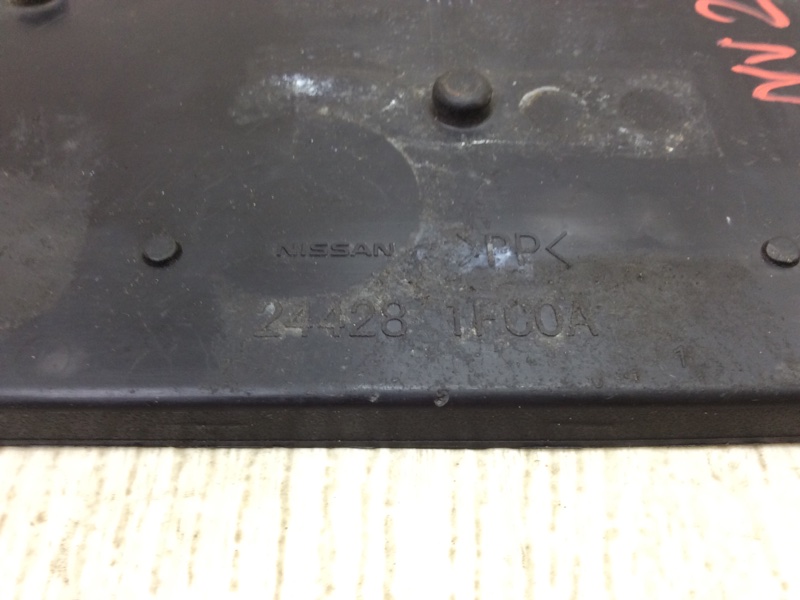 NISSAN >PP<
24428 1FC0A